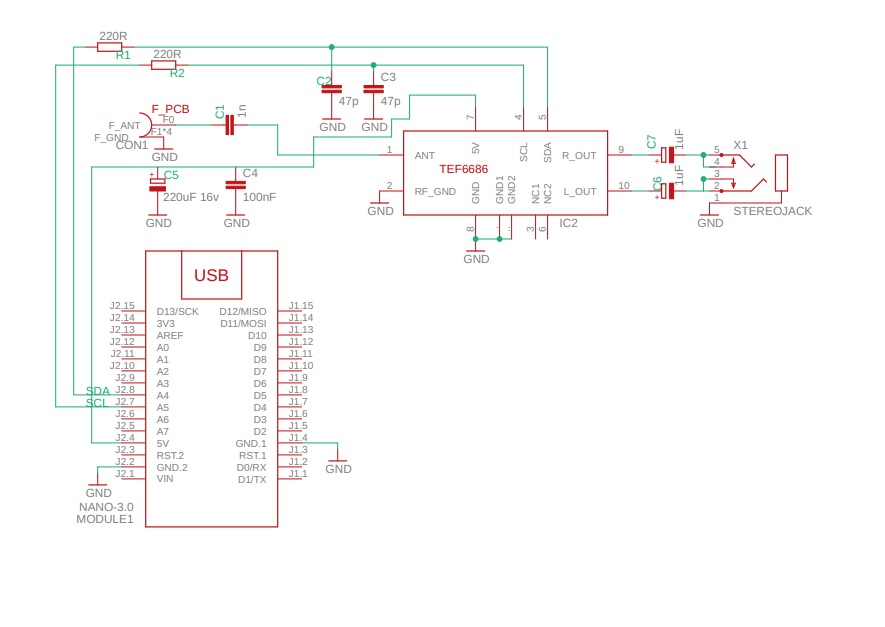 220R
R1
220R
R2
C2
47p
C3
47p
GND
GND
C1
1n
F_PCB
F_ANT
F0
F1*4
F_GND
CON1
GND
C5
+
220uF 16v
GND
C4
100nF
GND
7
4
5
5V
SCL
SDA
1
ANT
TEF6686
R_OUT
9
2
RF_GND
GND
L_OUT
10
GND
GND1
GND2
NC1
NC2
8
3
6
IC2
GND
C7
+
1uF
C6
+
1uF
5
4
3
2
1
X1
GND
STEREOJACK
USB
J2.15 D13/SCK D12/MISO J1.15
J2.14 3V3 D11/MOSI J1.14
J2.13 AREF D10 J1.13
J2.12 A0 D9 J1.12
J2.11 A1 D8 J1.11
J2.10 A2 D7 J1.10
J2.9 A3 D6 J1.9
SDA J2.8 A4 D5 J1.8
SCL J2.7 A5 D4 J1.7
J2.6 A6 D3 J1.6
J2.5 A7 D2 J1.5
J2.4 5V GND.1 J1.4
J2.3 RST.2 RST.1 J1.3
J2.2 GND.2 D0/RX J1.2
J2.1 VIN D1/TX J1.1
GND
GND
NANO-3.0
MODULE1